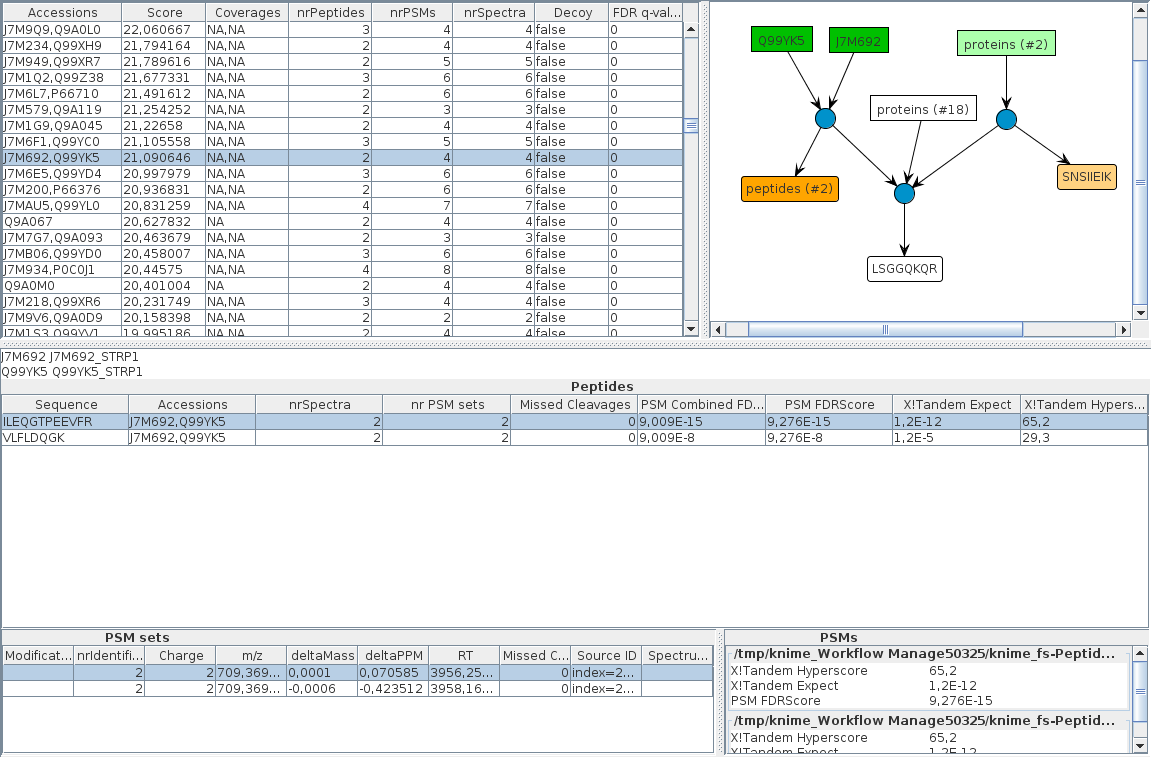 Accessions Score Coverages nrPeptides nrPSMs nrSpectra Decoy FDR q-val...
J7M9Q9,Q9A0L0 22,060667 NA,NA 3 4 4 false 0
J7M234,Q99XH9 21,794164 NA,NA 2 4 4 false 0
J7M949,Q99XR7 21,789616 NA,NA 2 5 5 false 0
J7M1Q2,Q99Z38 21,677331 NA,NA 3 6 6 false 0
J7M6L7,P66710 21,491612 NA,NA 2 6 6 false 0
J7M579,Q9A119 21,254252 NA,NA 2 3 3 false 0
J7M1G9,Q9A045 21,22658 NA,NA 2 4 4 false 0
J7M6F1,Q99YC0 21,105558 NA,NA 3 5 5 false 0
J7M692,Q99YK5 21,090646 NA,NA 2 4 4 false 0
J7M6E5,Q99YD4 20,997979 NA,NA 3 6 6 false 0
J7M200,P66376 20,936831 NA,NA 2 6 6 false 0
J7MAU5,Q99YL0 20,831259 NA,NA 4 7 7 false 0
Q9A067 20,627832 NA 2 4 4 false 0
J7M7G7,Q9A093 20,463679 NA,NA 2 3 3 false 0
J7MB06,Q99YD0 20,458007 NA,NA 3 6 6 false 0
J7M934,P0C0J1 20,44575 NA,NA 4 8 8 false 0
Q9A0M0 20,401004 NA 2 4 4 false 0
J7M218,Q99XR6 20,231749 NA,NA 3 4 4 false 0
J7M9V6,Q9A0D9 20,158398 NA,NA 2 2 2 false 0
J7M1S3,Q99YV1 19,995186 NA,NA 2 4 4 false 0
Q99YK5 J7M692 proteins (#2)
proteins (#18)
peptides (#2) SNSIIEIK
LSGGQKQR
J7M692 J7M692_STRP1
Q99YK5 Q99YK5_STRP1
Peptides
Sequence Accessions nrSpectra nr PSM sets Missed Cleavages PSM Combined FD... PSM FDRScore X!Tandem Expect X!Tandem Hypers...
ILEQGTPEEVFR J7M692,Q99YK5 2 2 0 9,009E-15 9,276E-15 1,2E-12 65,2
VLFLDQGK J7M692,Q99YK5 2 2 0 9,009E-8 9,276E-8 1,2E-5 29,3
PSM sets
Modificat... nrIdentifi... Charge m/z deltaMass deltaPPM RT Missed C... Source ID Spectru...
2 2 709,369... 0,0001 0,070585 3956,25... 0 index=2...
2 2 709,369... -0,0006 -0,423512 3958,16... 0 index=2...
PSMs
/tmp/knime_Workflow Manage50325/knime_fs-Peptid...
X!Tandem Hyperscore 65,2
X!Tandem Expect 1,2E-12
PSM FDRScore 9,276E-15
/tmp/knime_Workflow Manage50325/knime_fs-Peptid...
X!Tandem Hyperscore 65,2
X!Tandem Expect 1,2E-12